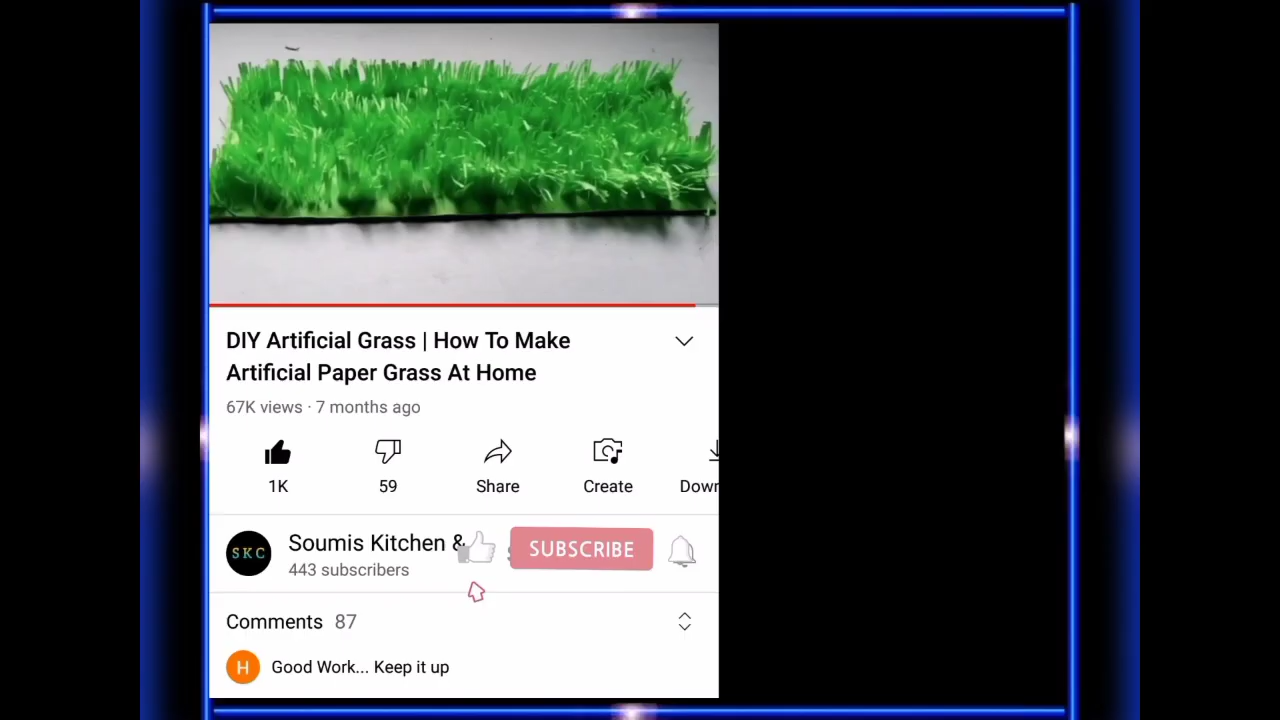 DIY Artificial Grass | How To Make
Artificial Paper Grass At Home
67K views · 7 months ago
1K
59
Share
Create
Down
SKC
Soumis Kitchen &
SUBSCRIBE
443 subscribers
Comments 87
H
Good Work... Keep it up